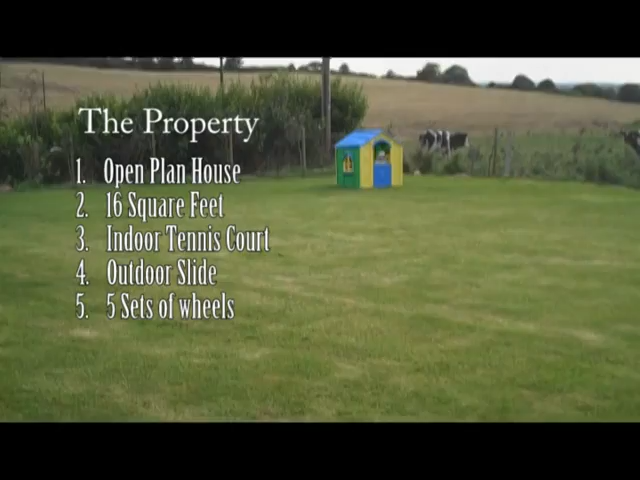 The Property
1. Open Plan House
2. 16 Square Feet
3. Indoor Tennis Court
4. Outdoor Slide
5. 5 Sets of wheels